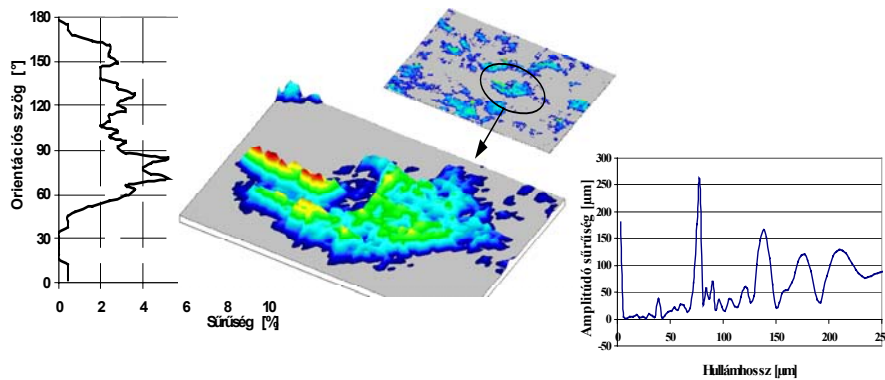 Orientációs szög [°]
180
150
120
90
60
30
0
0 2 4 6 8 10
Sűrűség [%]
Amplitúdó sűrűség [µm]
300
250
200
150
100
50
0
-50
0 50 100 150 200 250
Hullámhossz [µm]